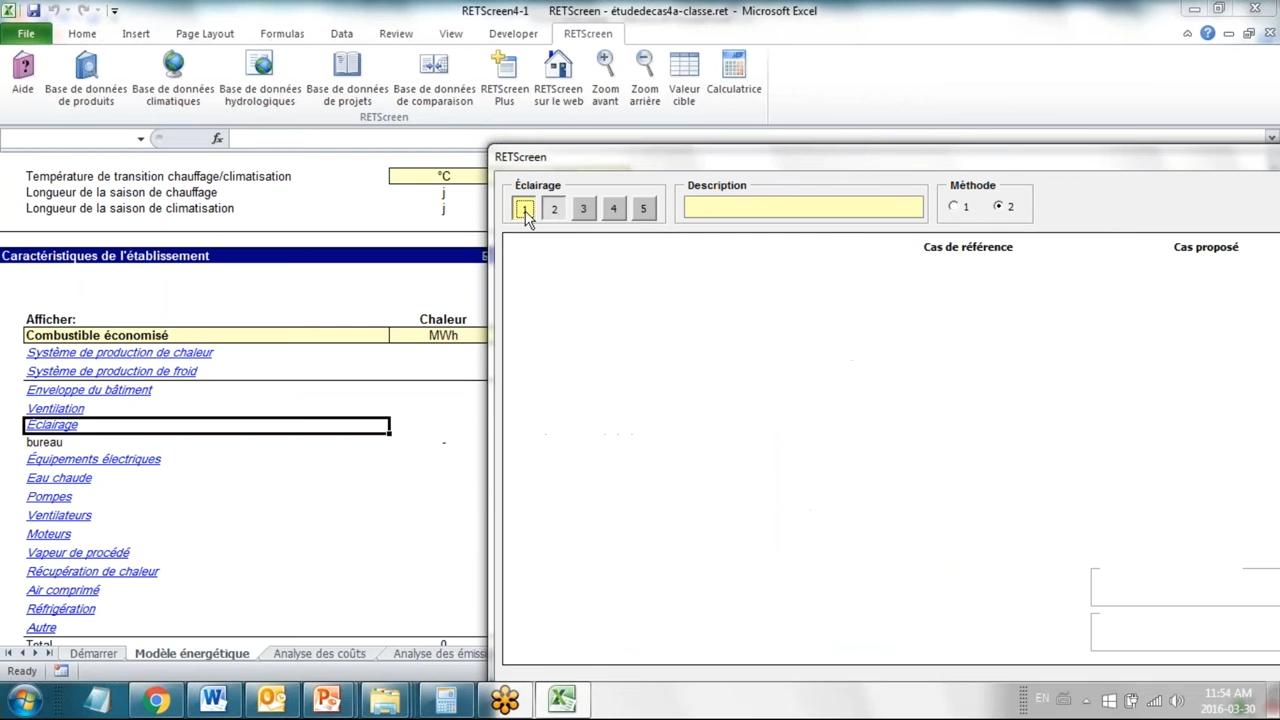 RETScreen4-1 RETScreen - étudedecas4a-classe.ret - Microsoft Excel
File Home Insert Page Layout Formulas Data Review View Developer RETScreen
Aide
Base de données de produits
Base de données climatiques
Base de données hydrologiques
Base de données de projets
Base de données de comparaison
RETScreen Plus
RETScreen sur le web
Zoom avant
Zoom arrière
Valeur cible
Calculatrice
RETScreen
fx
Température de transition chauffage/climatisation °C
Longueur de la saison de chauffage j
Longueur de la saison de climatisation j
Caractéristiques de l'établissement
Afficher: Chaleur
Combustible économisé MWh
Système de production de chaleur
Système de production de froid
Enveloppe du bâtiment
Ventilation
Éclairage
bureau -
Équipements électriques
Eau chaude
Pompes
Ventilateurs
Moteurs
Vapeur de procédé
Récupération de chaleur
Air comprimé
Réfrigération
Autre
Total 0
RETScreen
Éclairage Description Méthode
1 2 3 4 5 1 2
Cas de référence Cas proposé
Démarrer Modèle énergétique Analyse des coûts Analyse des émiss
Ready
EN
11:54 AM
2016-03-30